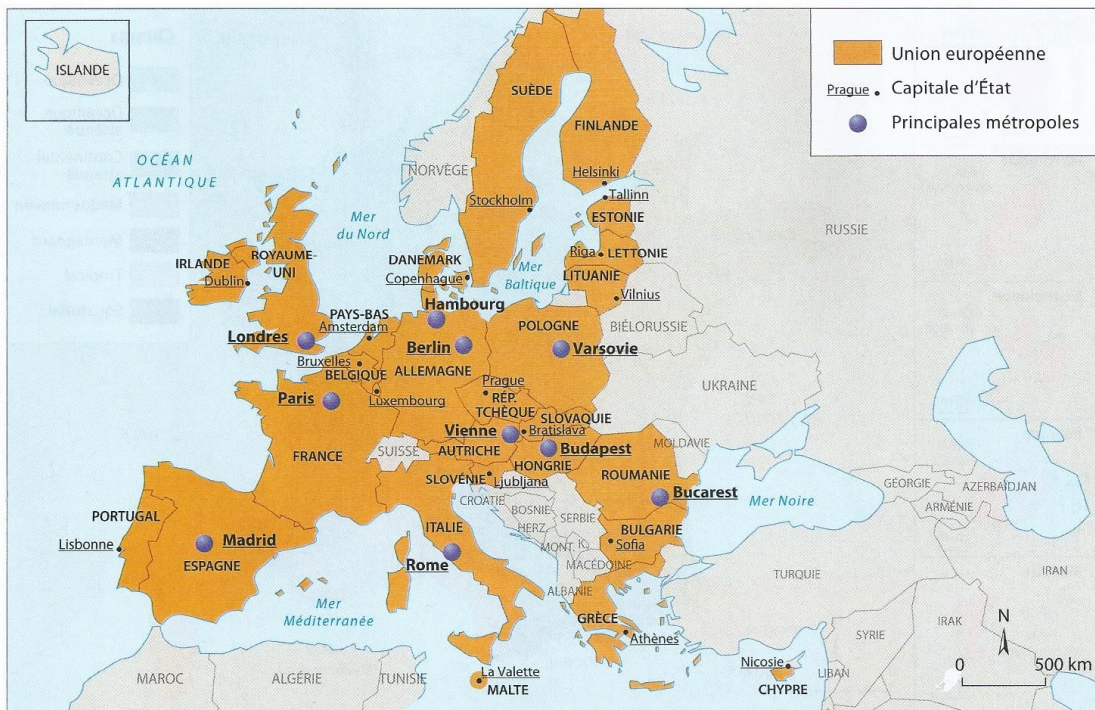 ISLANDE
Union européenne
Prague
Capitale d'État
Principales métropoles
OCÉAN
ATLANTIQUE
SUÈDE
FINLANDE
NORVÈGE
Helsinki
Tallinn
Stockholm
ESTONIE
Mer
du Nord
RUSSIE
Riga
LETTONIE
DANEMARK
Copenhague
Mer
Baltique
LITUANIE
Vilnius
IRLANDE
Dublin
ROYAUME-
UNI
Hambourg
PAYS-BAS
Amsterdam
POLOGNE
BIÉLORUSSIE
Londres
Berlin
Varsovie
Bruxelles
BELGIQUE
ALLEMAGNE
Luxembourg
Prague
RÉP.
TCHÈQUE
UKRAINE
Paris
SLOVAQUIE
Bratislava
Vienne
Budapest
MOLDAVIE
FRANCE
SUISSE
AUTRICHE
HONGRIE
ROUMANIE
SLOVÉNIE
Ljubljana
CROATIE
Bucarest
Mer Noire
GÉORGIE
AZERBAÏDJAN
ARMÉNIE
BOSNIE
HERZ.
SERBIE
PORTUGAL
Lisbonne
Madrid
ESPAGNE
ITALIE
Rome
MONT.
K.
BULGARIE
Sofia
MACÉDOINE
ALBANIE
TURQUIE
IRAN
Mer
Méditerranée
GRÈCE
Athènes
SYRIE
IRAK
N
La Valette
MALTE
Nicosie
CHYPRE
LIBAN
0 500 km
MAROC
ALGÉRIE
TUNISIE